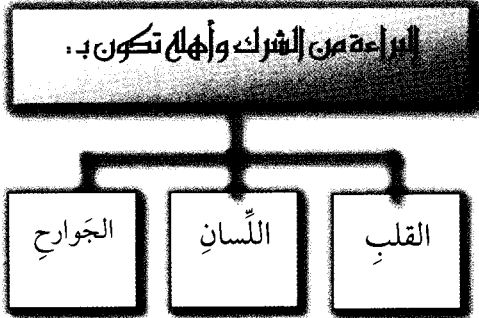 البراءة من الشرك وأهله تكون بـ :
القلبِ
اللِّسانِ
الجَوارحِ